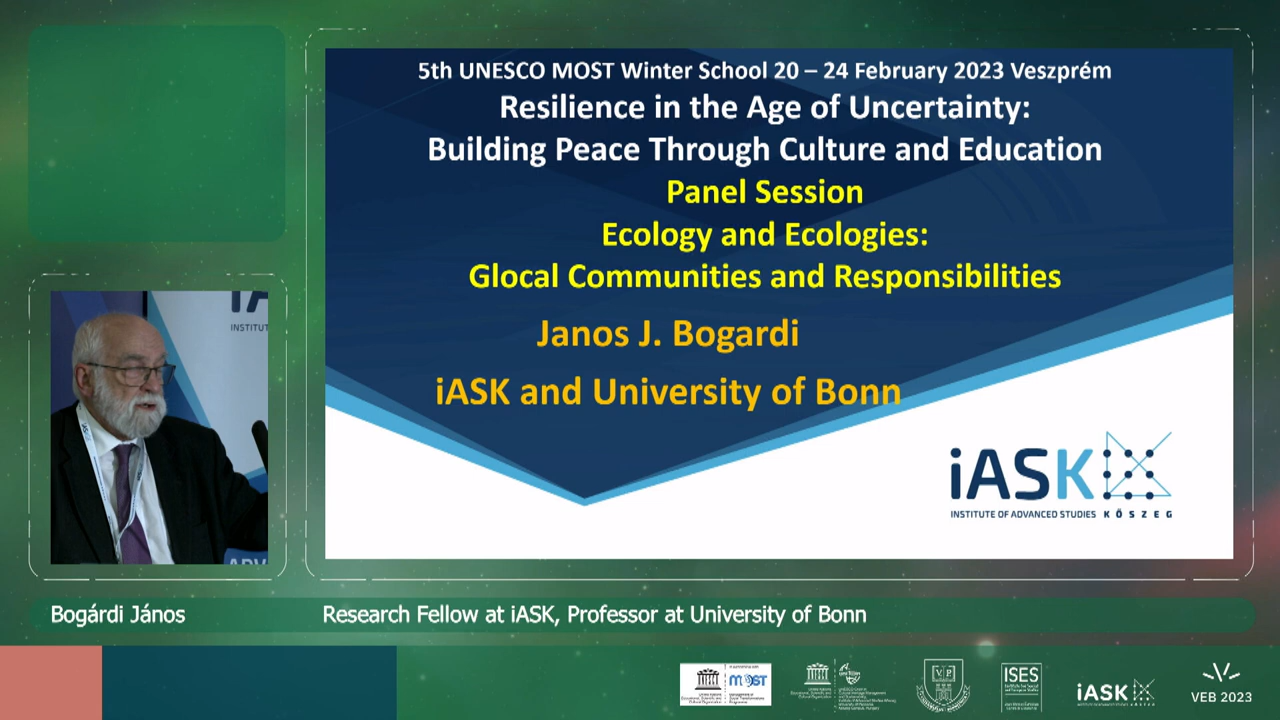 5th UNESCO MOST Winter School 20 – 24 February 2023 Veszprém
Resilience in the Age of Uncertainty:
Building Peace Through Culture and Education
Panel Session
Ecology and Ecologies:
Glocal Communities and Responsibilities
Janos J. Bogardi
iASK and University of Bonn
iASK
INSTITUTE OF ADVANCED STUDIES KŐSZEG
iA
INSTITUT
ADV
Bogárdi János
Research Fellow at iASK, Professor at University of Bonn
MOST
ISES
iASK
VEB 2023